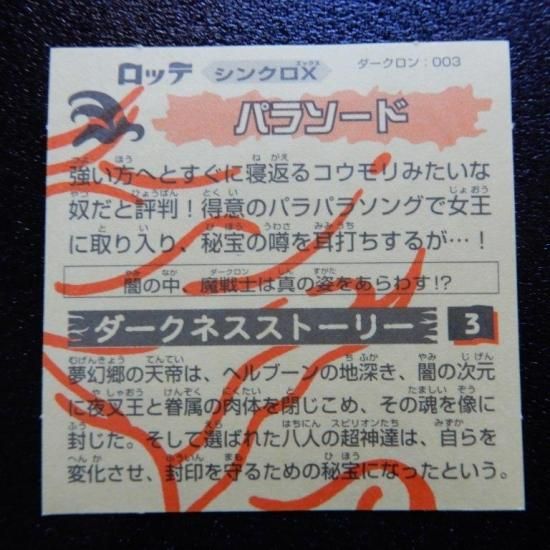 ロッテ シンクロX ダークロン:003
パラソード
強い方へとすぐに寝返るコウモリみたいな
奴だと評判!得意のパラパラソングで女王
に取り入り、秘宝の噂を耳打ちするが…!
闇の中、魔戦士は真の姿をあらわす!?
ダークネスストーリー 3
夢幻郷の天帝は、ヘルブーンの地深き、闇の次元
に夜叉王と眷属の肉体を閉じこめ、その魂を像に
封じた。そして選ばれた八人の超神達は、自らを
変化させ、封印を守るための秘宝になったという。